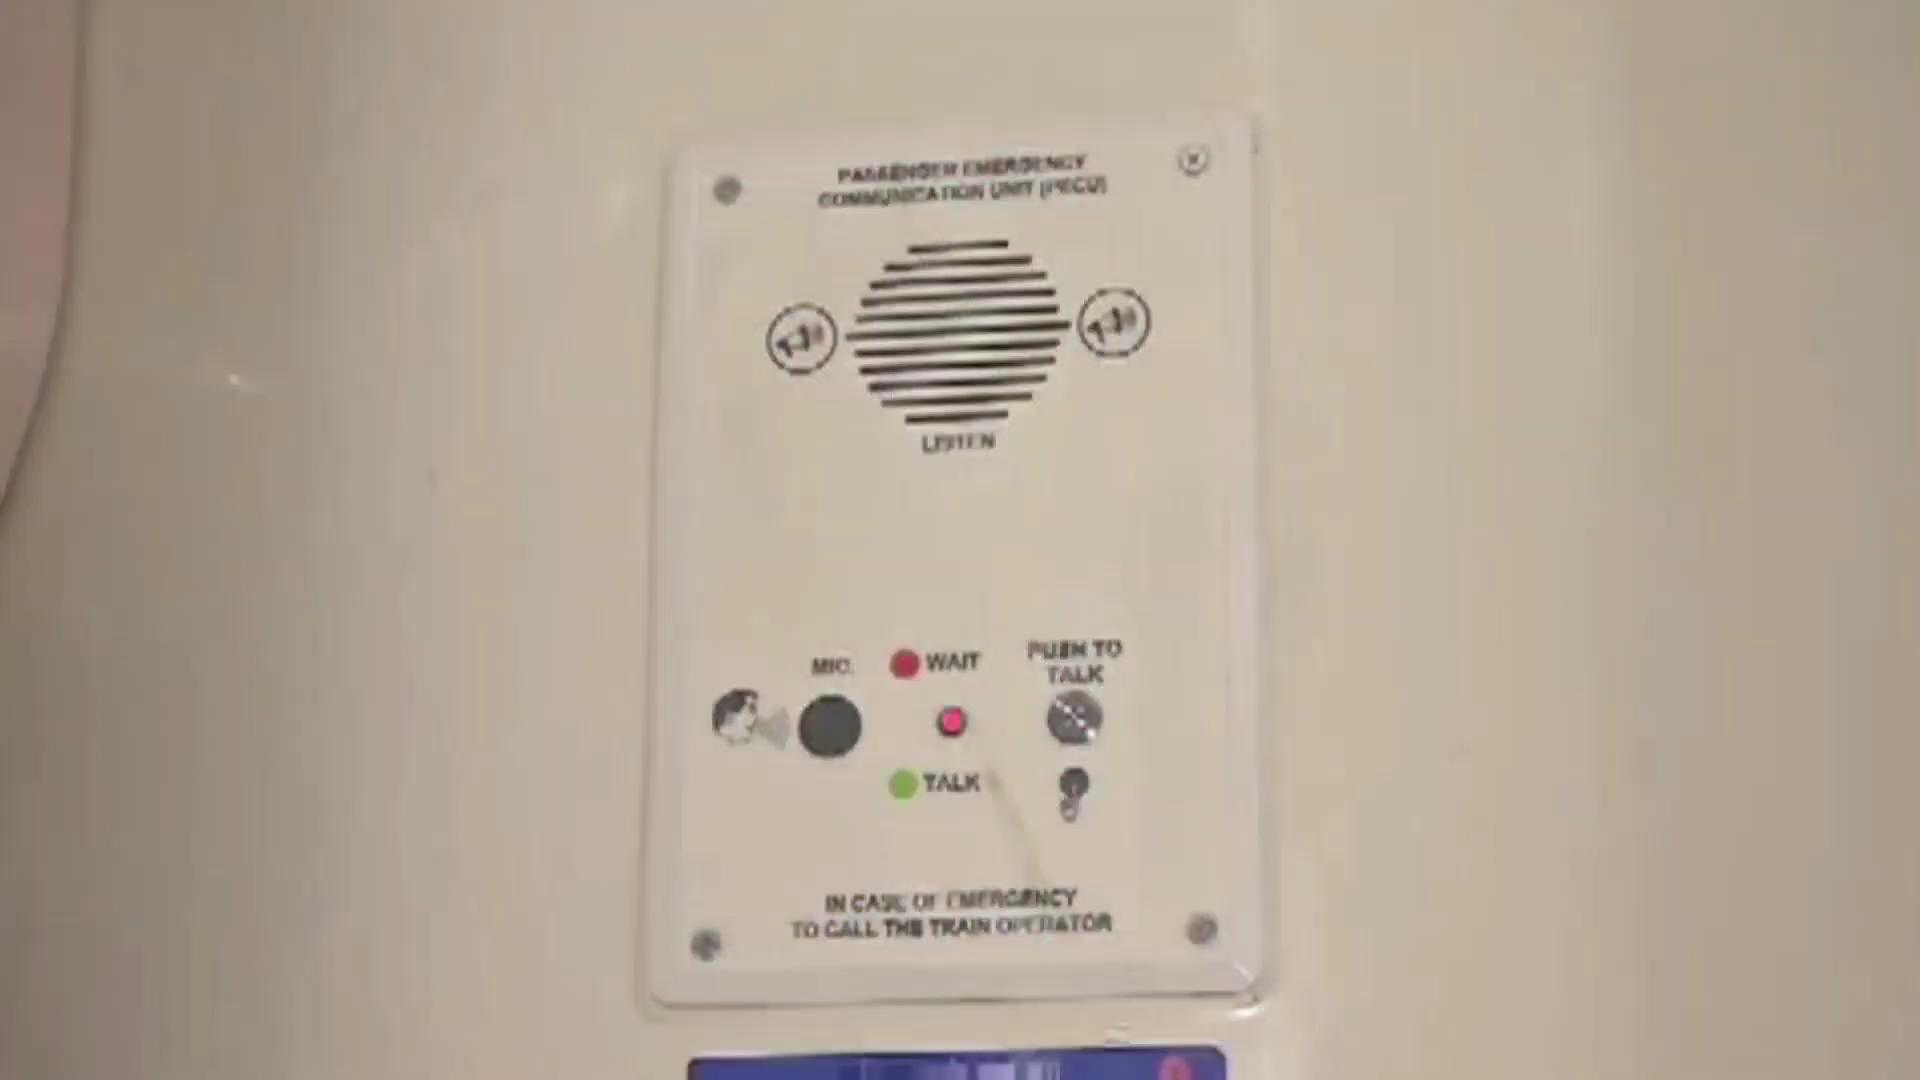 PASSENGER EMERGENCY
COMMUNICATION UNIT (PECU)
LISTEN
MIC.
WAIT
PUSH TO
TALK
TALK
IN CASE OF EMERGENCY
TO CALL THE TRAIN OPERATOR